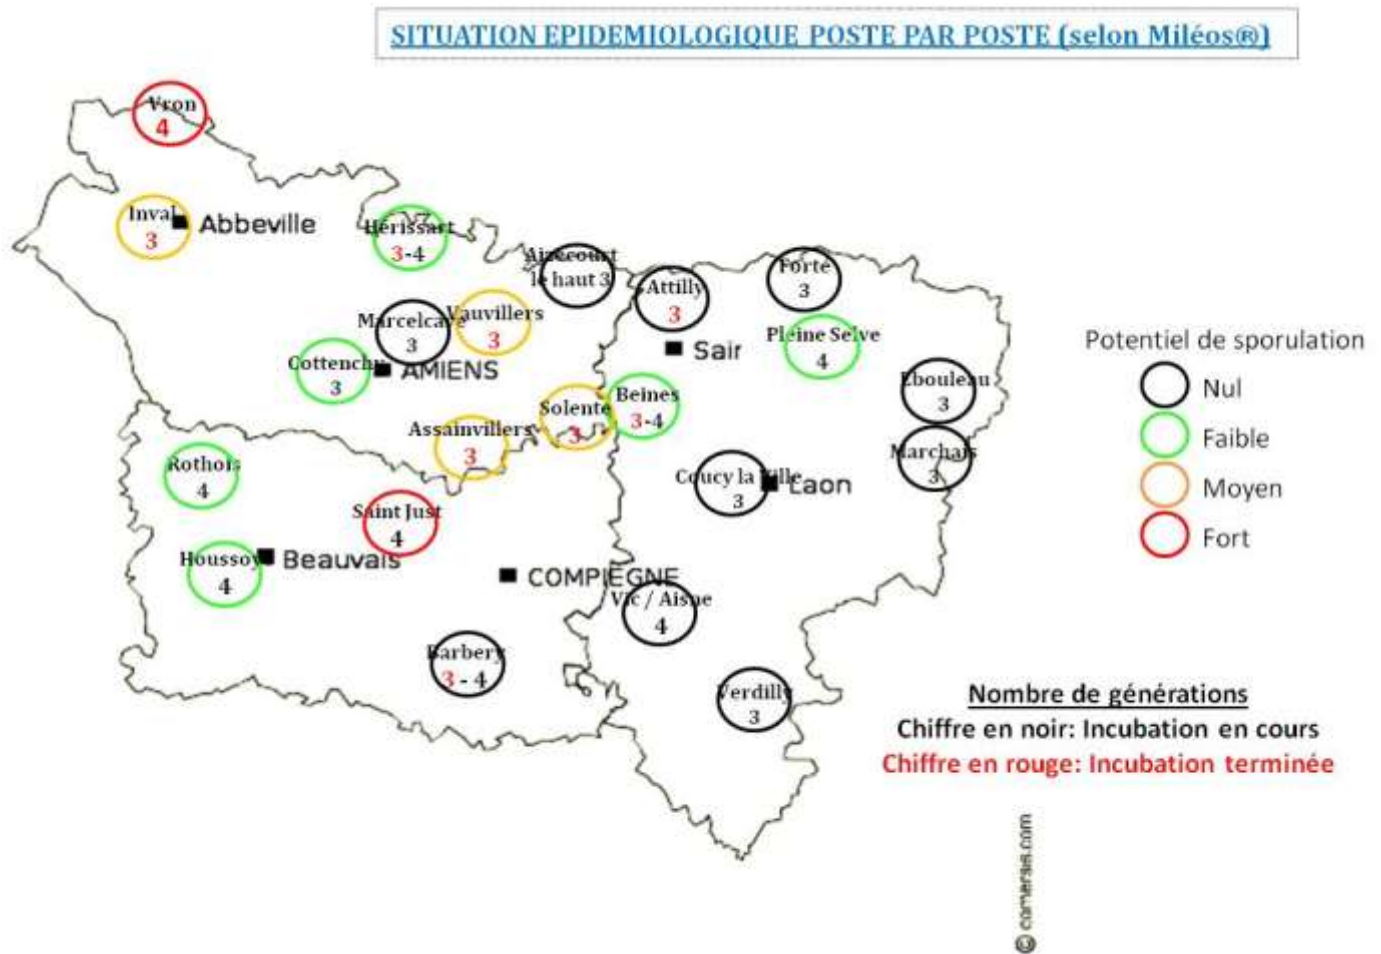 SITUATION EPIDEMIOLOGIQUE POSTE PAR POSTE (selon Miléos®)
Vron
4
Inval
3
Abbeville
Hérissart
3-4
Aizecourt
le haut 3
Attilly
3
Forte
3
Marcelcave
3
Vauvillers
3
Sair
Pleine Selve
4
Cottenchy
3
AMIENS
Ebouleau
3
Solente
3
Beines
3-4
Assainvillers
3
Marchais
3
Rothois
4
Coucy la Ville
3
Laon
Saint Just
4
Houssoy
4
Beauvais
COMPIEGNE
Vic / Aisne
4
Barbery
3 - 4
Verdilly
3
Potentiel de sporulation
Nul
Faible
Moyen
Fort
Nombre de générations
Chiffre en noir: Incubation en cours
Chiffre en rouge: Incubation terminée
© comersis.com